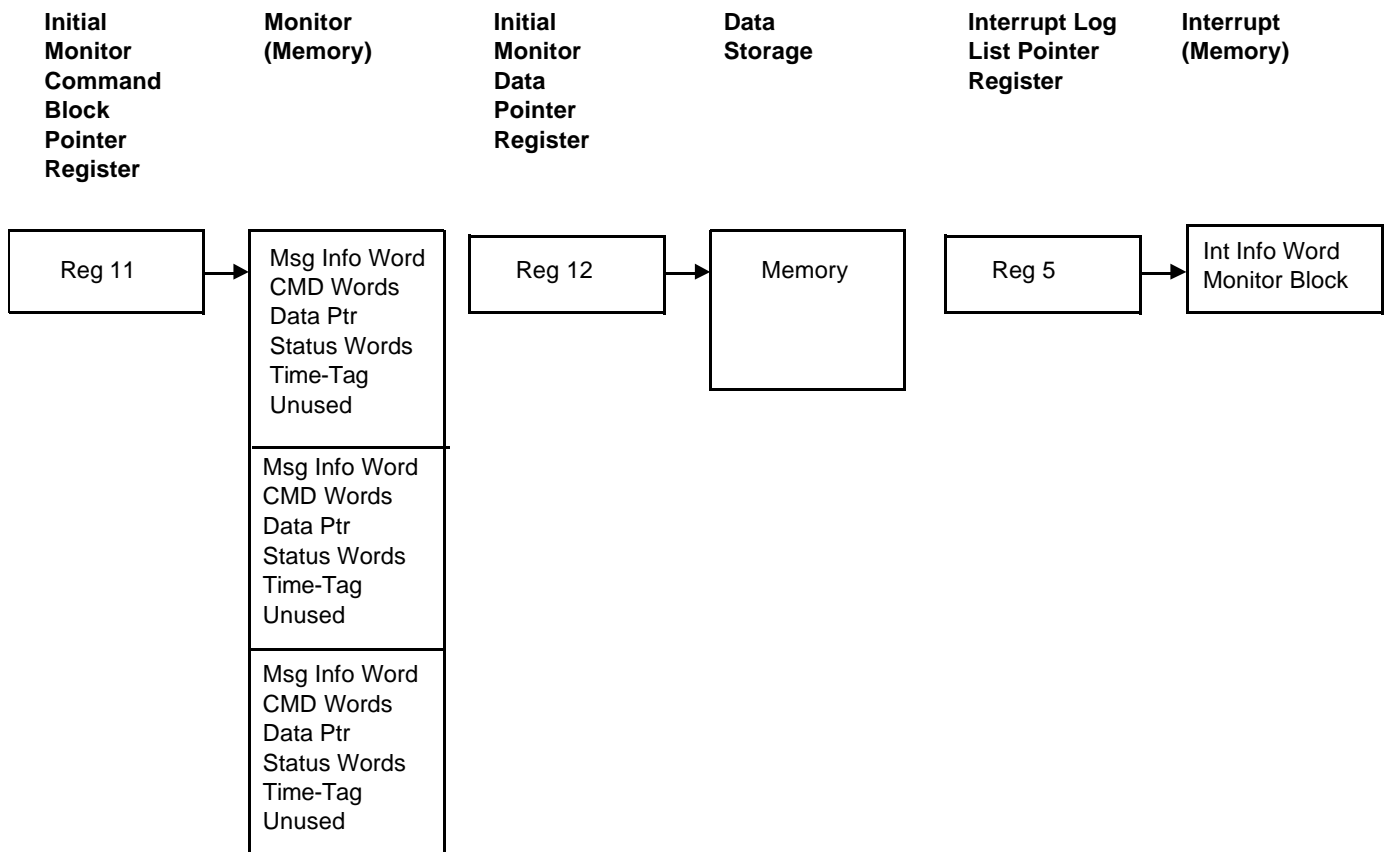 Initial
Monitor
Command
Block
Pointer
Register
Monitor
(Memory)
Initial
Monitor
Data
Pointer
Register
Data
Storage
Interrupt Log
List Pointer
Register
Interrupt
(Memory)
Reg 11
Msg Info Word
CMD Words
Data Ptr
Status Words
Time-Tag
Unused
Msg Info Word
CMD Words
Data Ptr
Status Words
Time-Tag
Unused
Msg Info Word
CMD Words
Data Ptr
Status Words
Time-Tag
Unused
Reg 12
Memory
Reg 5
Int Info Word
Monitor Block